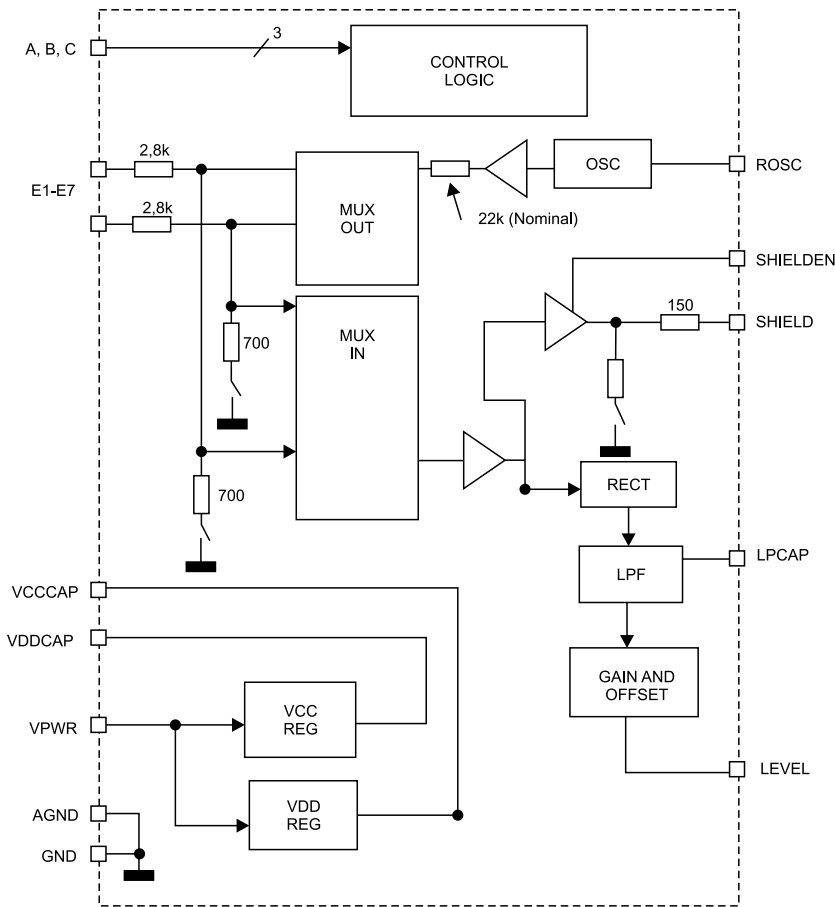 A, B, C
3
CONTROL
LOGIC
2,8k
E1-E7
2,8k
MUX
OUT
OSC
ROSC
22k (Nominal)
SHIELDEN
150
SHIELD
MUX
IN
700
700
RECT
LPF
LPCAP
VCCCAP
VDDCAP
GAIN AND
OFFSET
VPWR
VCC
REG
LEVEL
VDD
REG
AGND
GND